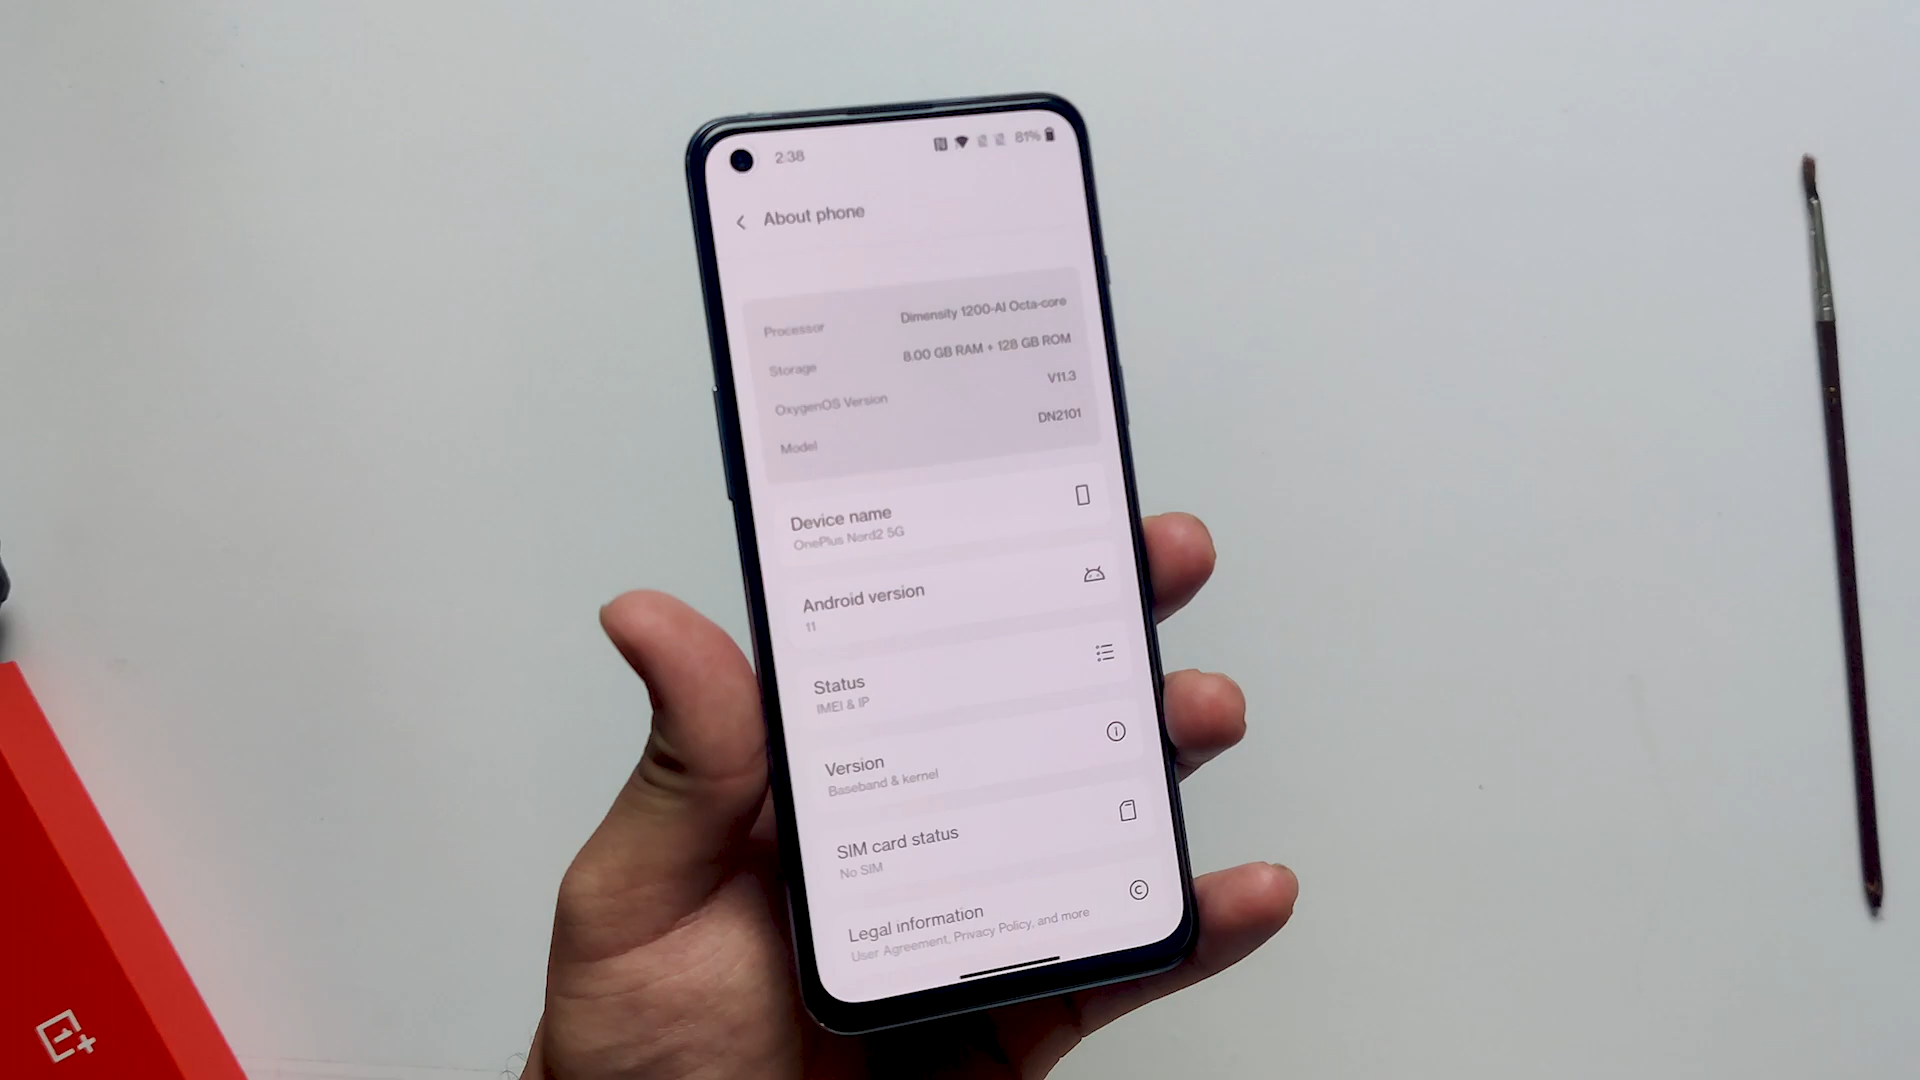 2:38
81%
About phone
Processor Dimensity 1200-AI Octa-core
Storage 8.00 GB RAM + 128 GB ROM
OxygenOS Version V11.3
Model DN2101
Device name
OnePlus Nord2 5G
Android version
11
Status
IMEI & IP
Version
Baseband & kernel
SIM card status
No SIM
Legal information
User Agreement, Privacy Policy, and more